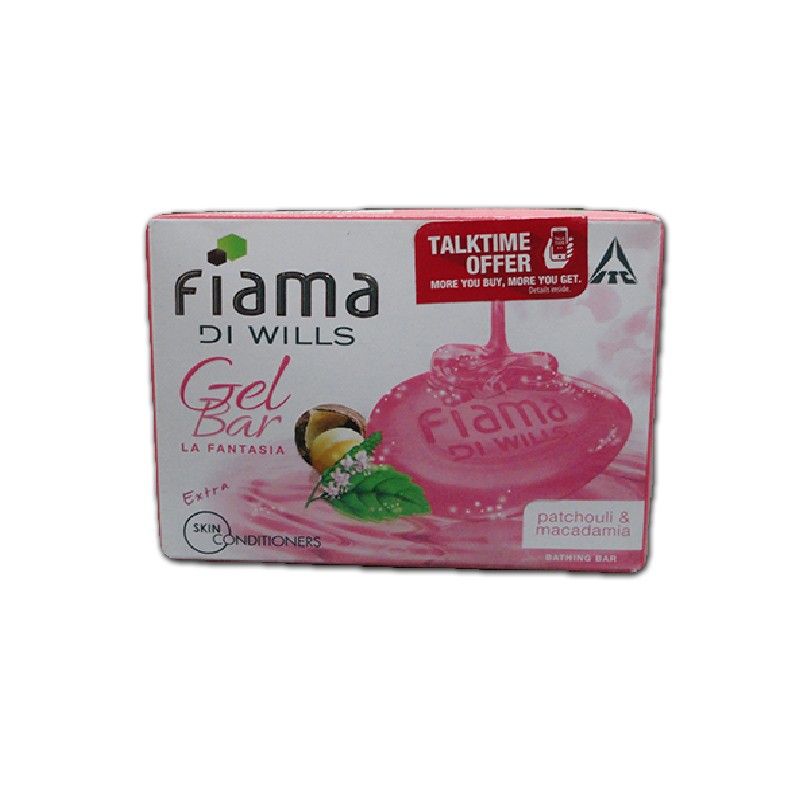 fiama
DI WILLS
Gel
Bar
LA FANTASIA
Extra
SKIN
CONDITIONERS
TALKTIME
OFFER
MORE YOU BUY, MORE YOU GET.
Details inside.
ITC
fiama
DI WILLS
patchouli &
macadamia
BATHING BAR